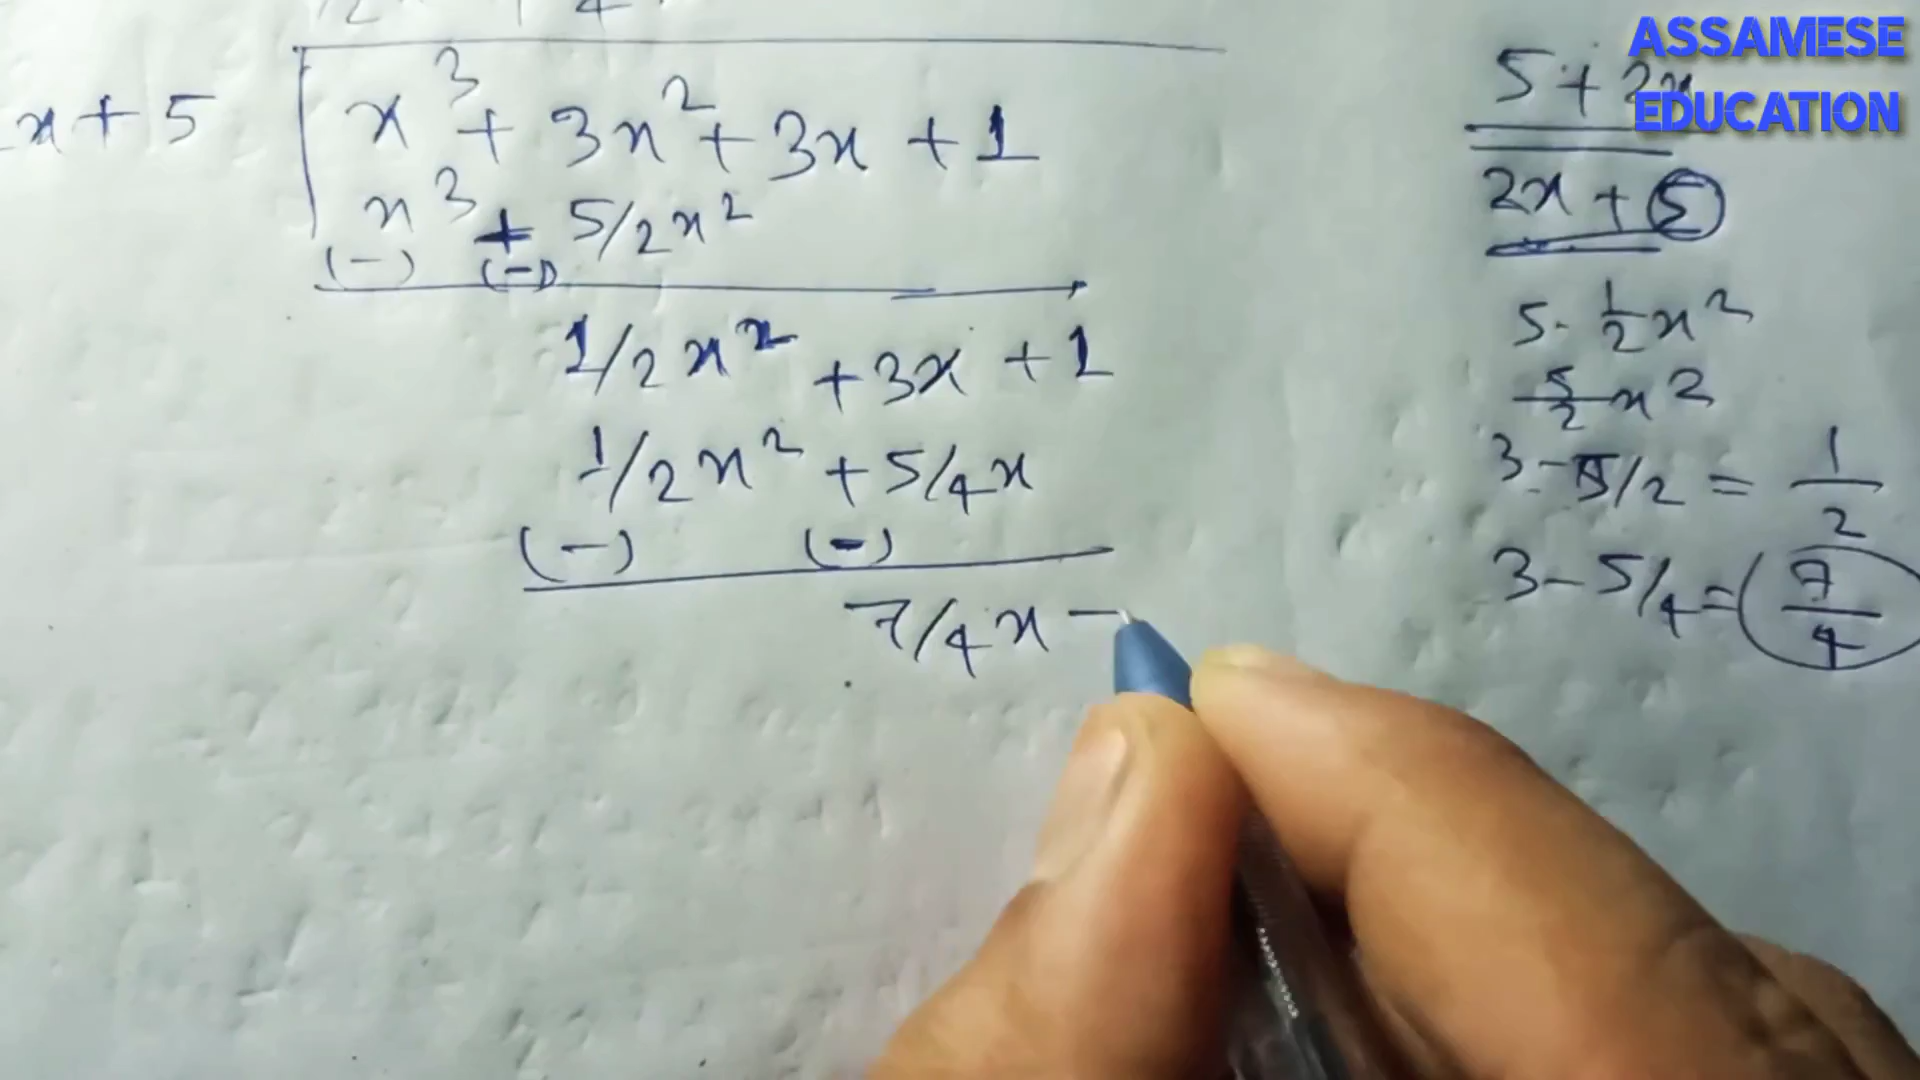 x + 5 x³ + 3x² + 3x + 1
x³ + 5/2x²
(-) (-)
1/2x² + 3x + 1
1/2x² + 5/4x
(-) (-)
7/4x -
ASSAMESE
EDUCATION
5 + 2x
2x + 5
5 · 1/2x²
5/2x²
3 - 5/2 = 1/2
3 - 5/4 = 7/4